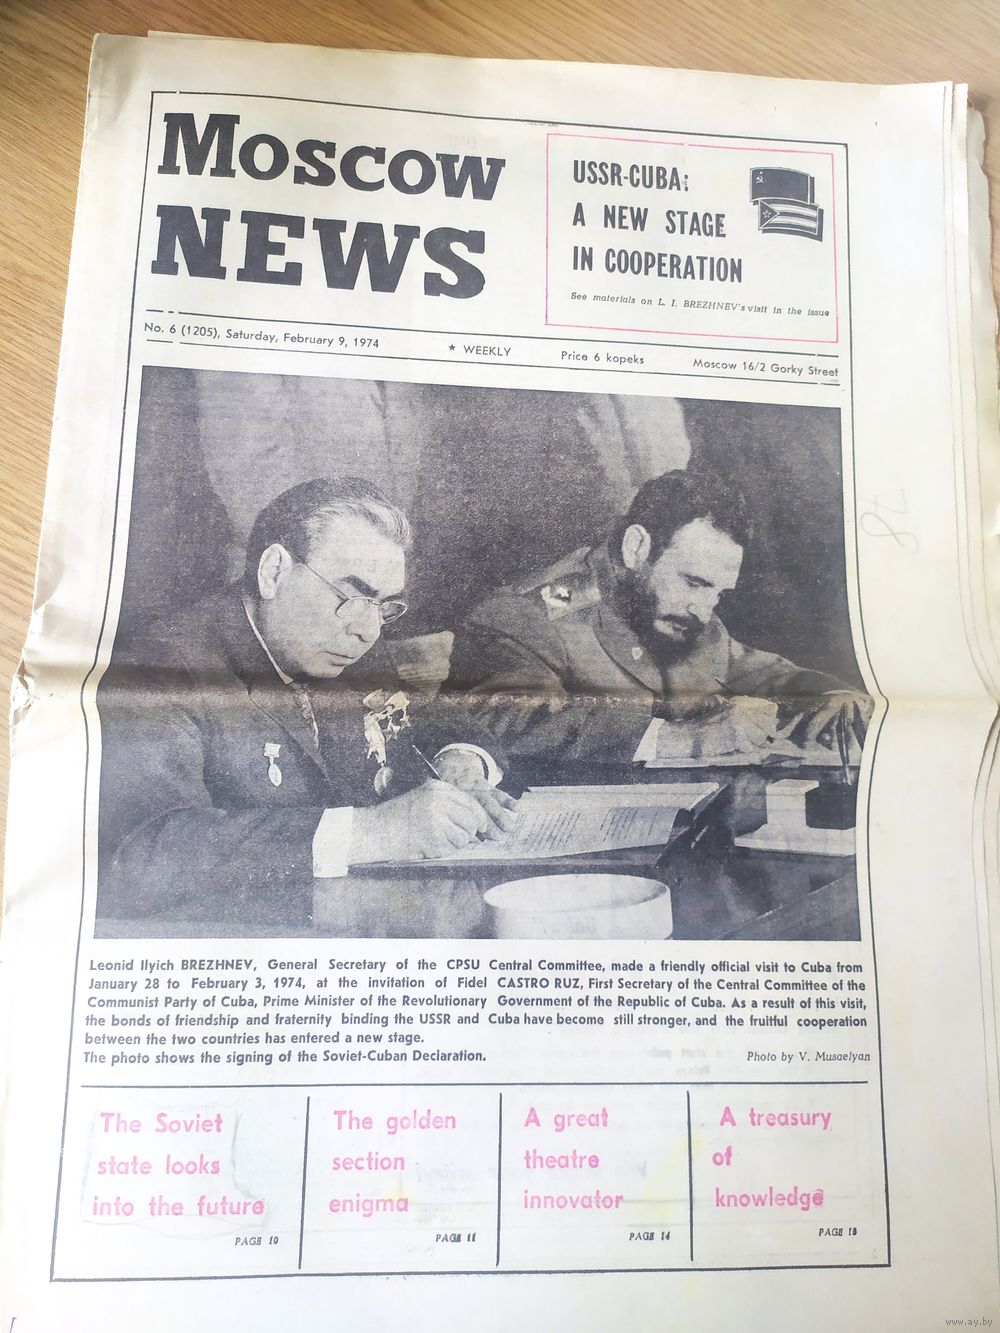 MOSCOW
NEWS
USSR-CUBA:
A NEW STAGE
IN COOPERATION
See materials on L. I. BREZHNEV's visit in the issue
No. 6 (1205), Saturday, February 9, 1974 ★ WEEKLY Price 6 kopeks Moscow 16/2 Gorky Street
Leonid Ilyich BREZHNEV, General Secretary of the CPSU Central Committee, made a friendly official visit to Cuba from
January 28 to February 3, 1974, at the invitation of Fidel CASTRO RUZ, First Secretary of the Central Committee of the
Communist Party of Cuba, Prime Minister of the Revolutionary Government of the Republic of Cuba. As a result of this visit,
the bonds of friendship and fraternity binding the USSR and Cuba have become still stronger, and the fruitful cooperation
between the two countries has entered a new stage.
The photo shows the signing of the Soviet-Cuban Declaration.
Photo by V. Musaelyan
The Soviet
state looks
into the future
PAGE 10
The golden
section
enigma
PAGE 11
A great
theatre
innovator
PAGE 14
A treasury
of
knowledge
PAGE 15
www.ay.by